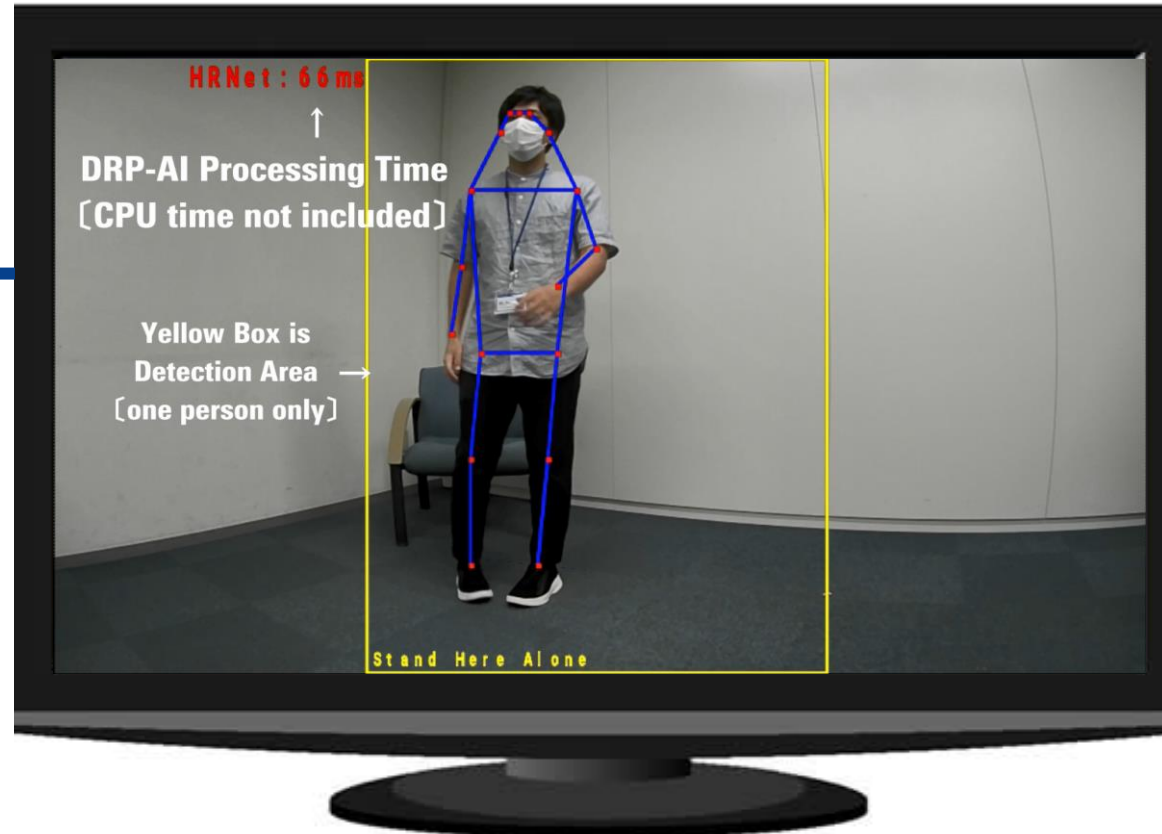 HRNet:66ms
↑
DRP-AI Processing Time
〔CPU time not included〕
Yellow Box is
Detection Area →
〔one person only〕
Stand Here Alone